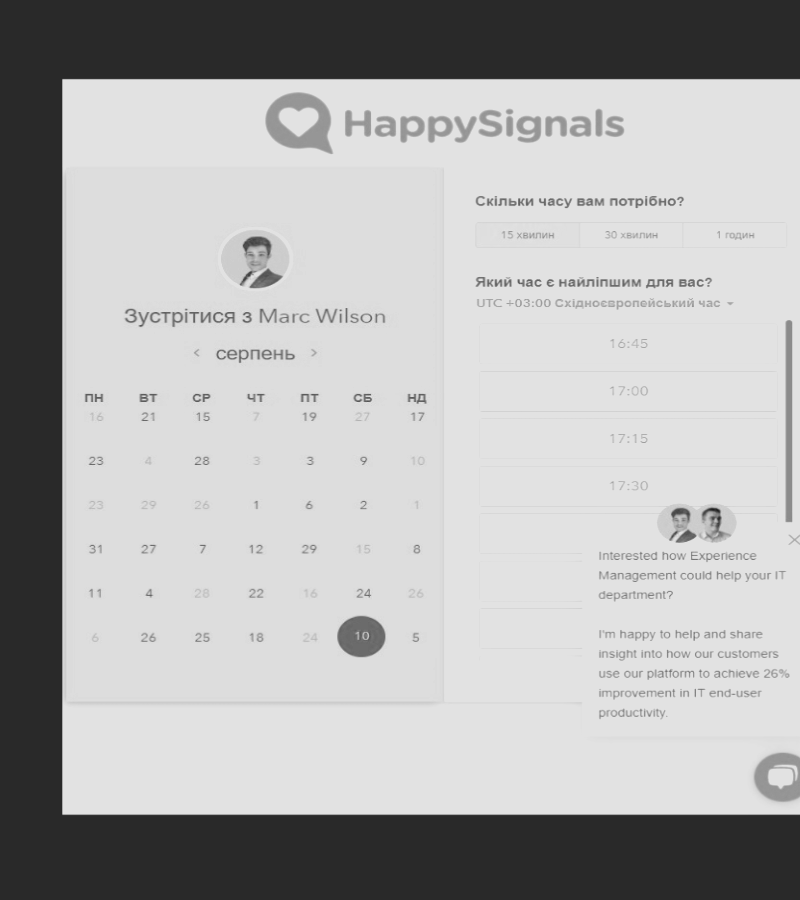 HappySignals
Зустрітися з Marc Wilson
серпень
ПН ВТ СР ЧТ ПТ СБ НД
16 21 15 7 19 27 17
23 4 28 3 3 9 10
23 29 26 1 6 2 1
31 27 7 12 29 15 8
11 4 28 22 16 24 26
6 26 25 18 24 10 5
Скільки часу вам потрібно?
15 хвилин 30 хвилин 1 годин
Який час є найліпшим для вас?
UTC +03:00 Східноєвропейський час
16:45
17:00
17:15
17:30
Interested how Experience
Management could help your IT
department?
I'm happy to help and share
insight into how our customers
use our platform to achieve 26%
improvement in IT end-user
productivity.